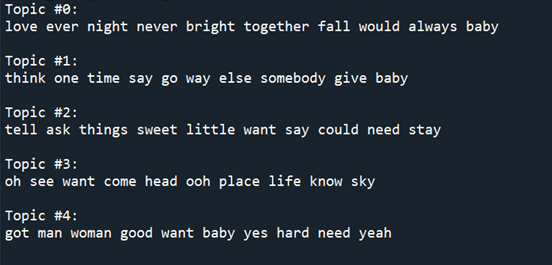 Topic #0:
love ever night never bright together fall would always baby
Topic #1:
think one time say go way else somebody give baby
Topic #2:
tell ask things sweet little want say could need stay
Topic #3:
oh see want come head ooh place life know sky
Topic #4:
got man woman good want baby yes hard need yeah